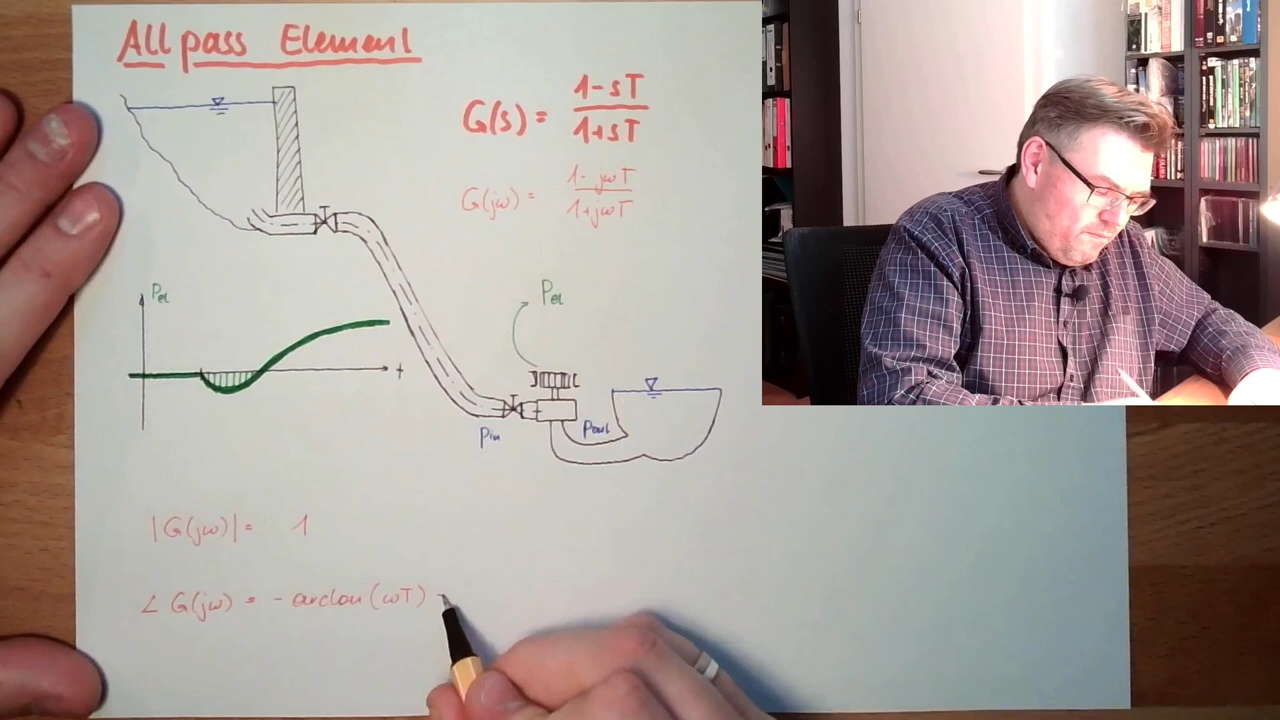 All pass Element
G(s) = 1-sT / 1+sT
G(jω) = 1-jωT / 1+jωT
Pel
Pel
t
Pin
Pout
|G(jω)| = 1
∠ G(jω) = - arctan (ωT) -